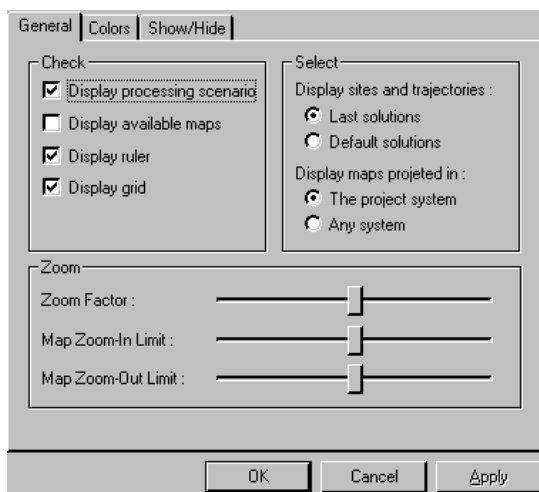 General Colors Show/Hide
Check
Display processing scenario
Display available maps
Display ruler
Display grid
Select
Display sites and trajectories :
Last solutions
Default solutions
Display maps projeted in :
The project system
Any system
Zoom
Zoom Factor :
Map Zoom-In Limit :
Map Zoom-Out Limit :
OK Cancel Apply